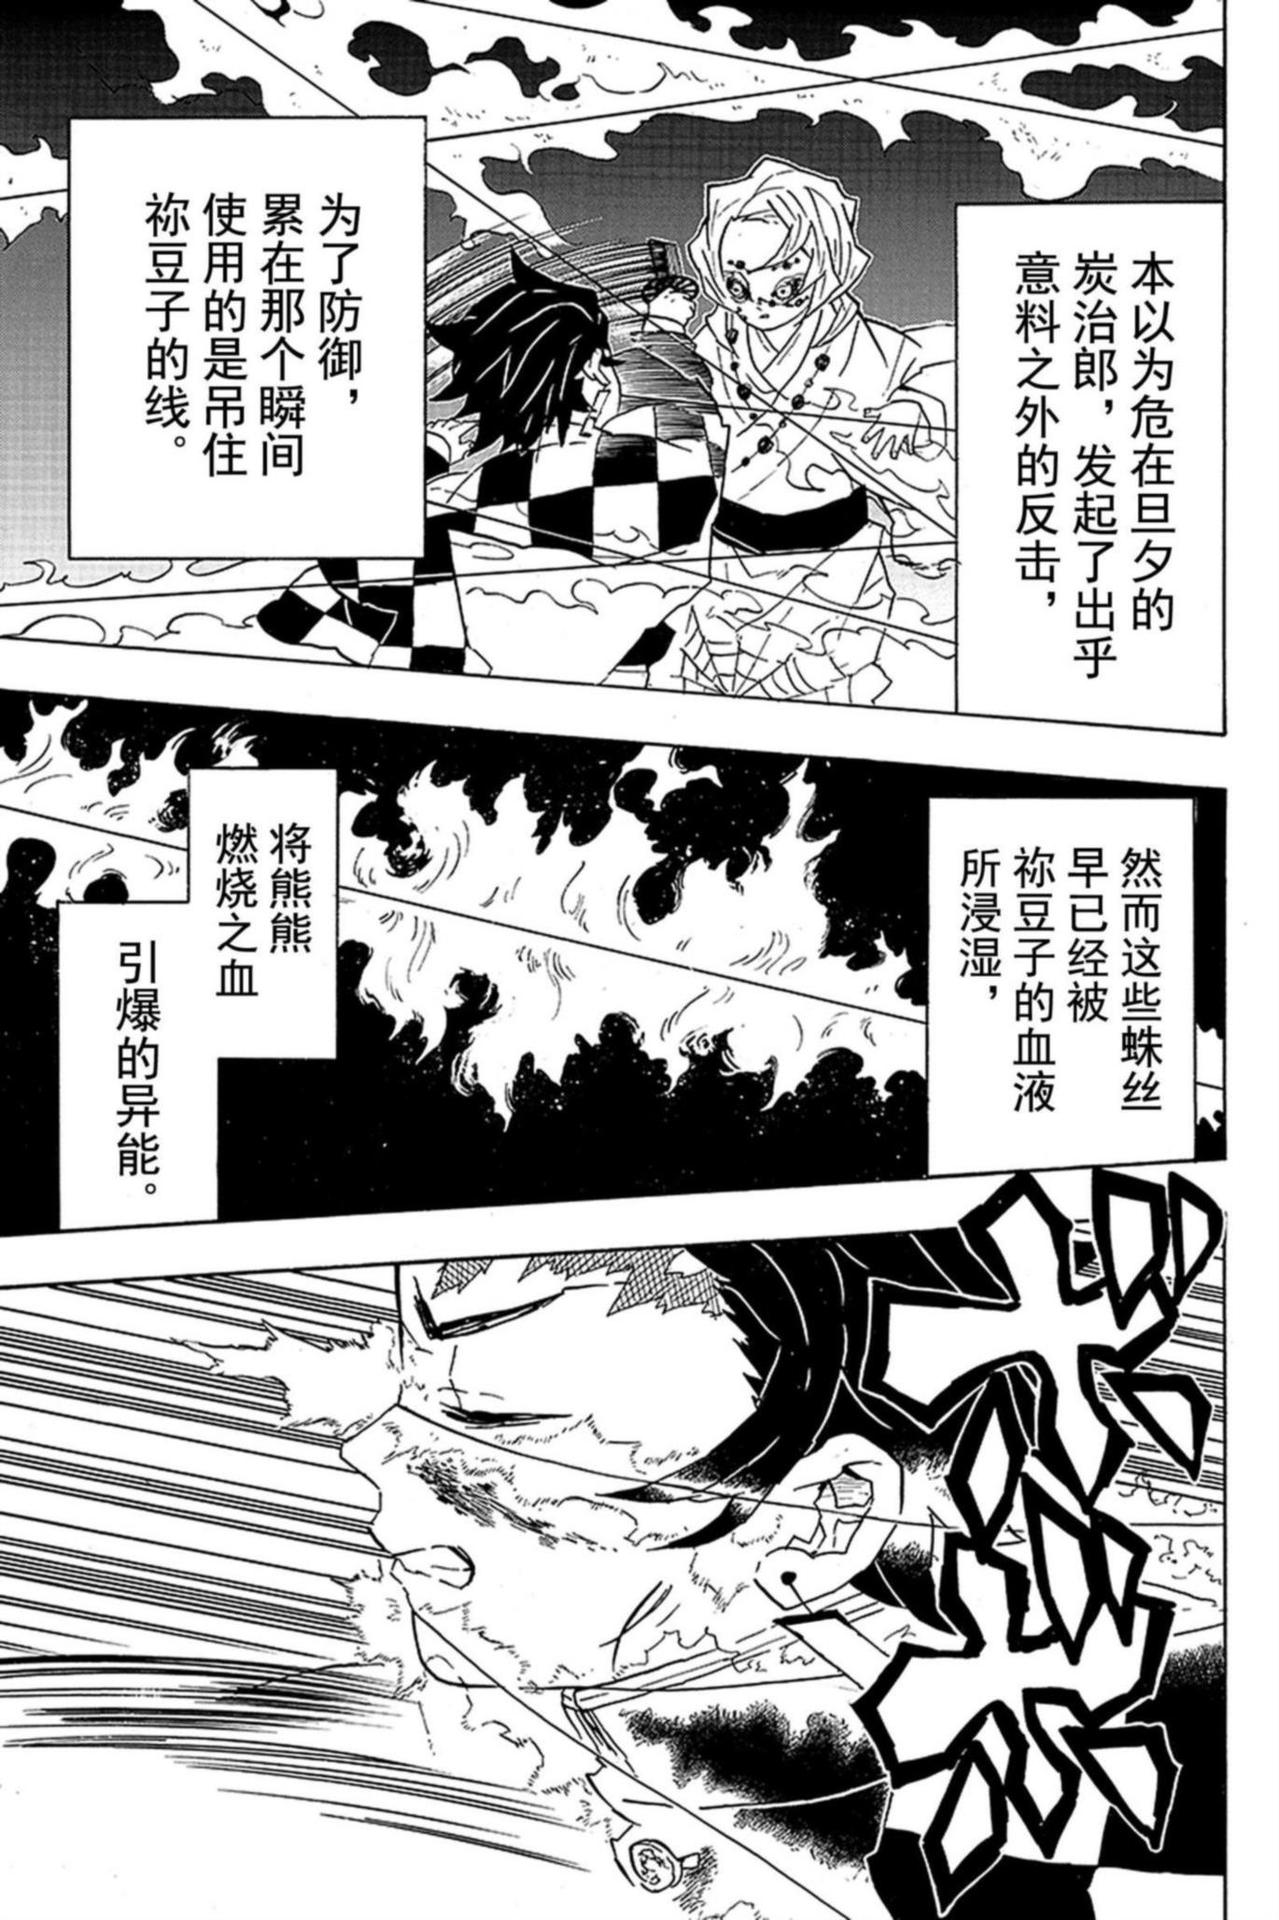 本以为危在旦夕的
炭治郎，发起了出乎
意料之外的反击，
为了防御，
累在那个瞬间
使用的是吊住
祢豆子的线。
然而这些蛛丝
早已经被
祢豆子的血液
所浸湿，
将熊熊
燃烧之血
引爆的异能。